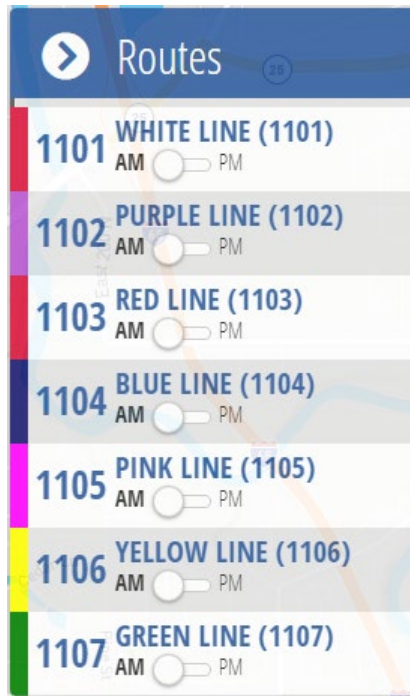 Routes
25
25
1101 WHITE LINE (1101)
AM PM
1102 PURPLE LINE (1102)
AM PM
1103 RED LINE (1103)
AM PM
1104 BLUE LINE (1104)
AM PM
1105 PINK LINE (1105)
AM PM
1106 YELLOW LINE (1106)
AM PM
1107 GREEN LINE (1107)
AM PM